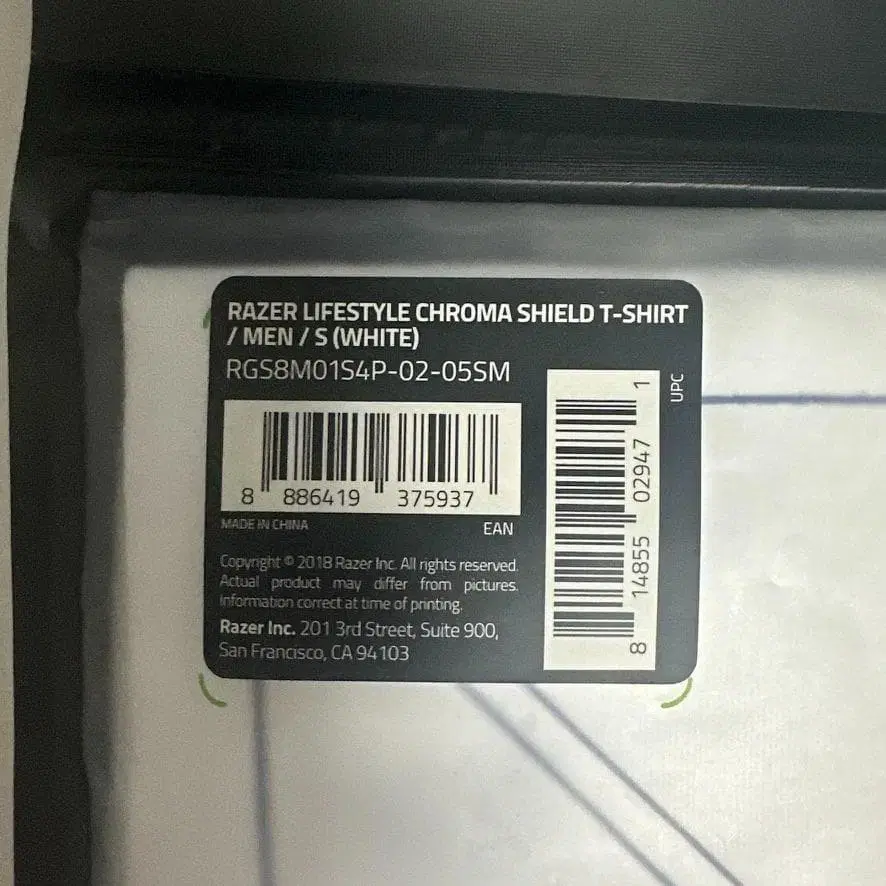 RAZER LIFESTYLE CHROMA SHIELD T-SHIRT
/ MEN / S (WHITE)
RGS8M01S4P-02-05SM
8 886419 375937
MADE IN CHINA
EAN
Copyright © 2018 Razer Inc. All rights reserved.
Actual product may differ from pictures.
Information correct at time of printing.
Razer Inc. 201 3rd Street, Suite 900,
San Francisco, CA 94103
8 14855 02947 1
UPC